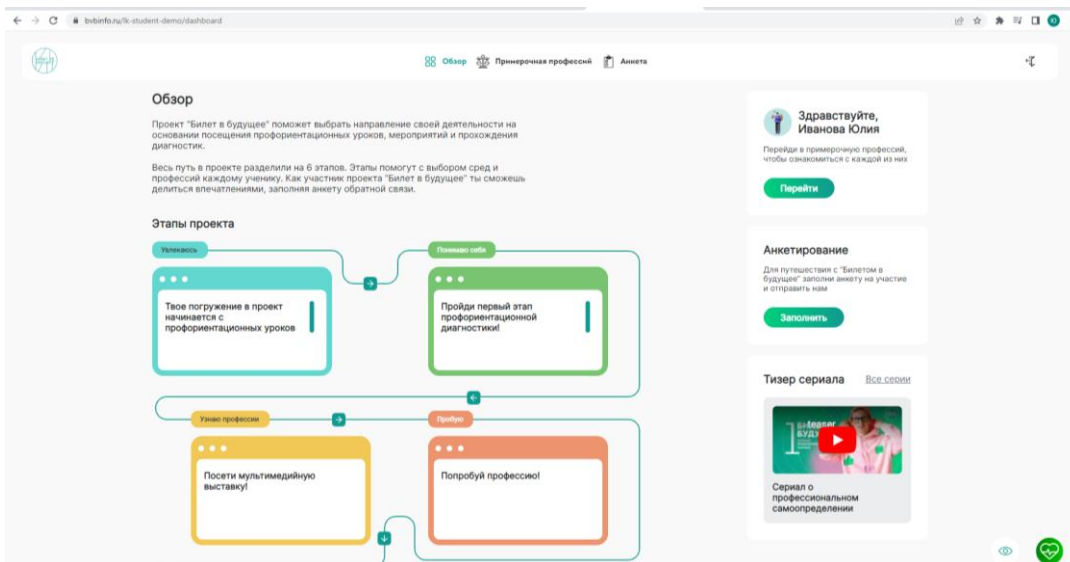 bvbinfo.ru/lk-student-demo/dashboard
Обзор
Примерочная профессий
Анкета
Обзор
Проект "Билет в будущее" поможет выбрать направление своей деятельности на
основании посещения профориентационных уроков, мероприятий и прохождения
диагностик.
Весь путь в проекте разделили на 6 этапов. Этапы помогут с выбором сред и
профессий каждому ученику. Как участник проекта "Билет в будущее" ты сможешь
делиться впечатлениями, заполняя анкету обратной связи.
Этапы проекта
Увлекаюсь
Понимаю себя
Твое погружение в проект
начинается с
профориентационных уроков
Пройди первый этап
профориентационной
диагностики!
Узнаю профессии
Пробую
Посети мультимедийную
выставку!
Попробуй профессию!
Здравствуйте,
Иванова Юлия
Перейди в примерочную профессий,
чтобы ознакомиться с каждой из них
Перейти
Анкетирование
Для путешествия с "Билетом в
будущее" заполни анкету на участие
и отправить нам
Заполнить
Тизер сериала
Все серии
teaser
Сериал о
профессиональном
самоопределении